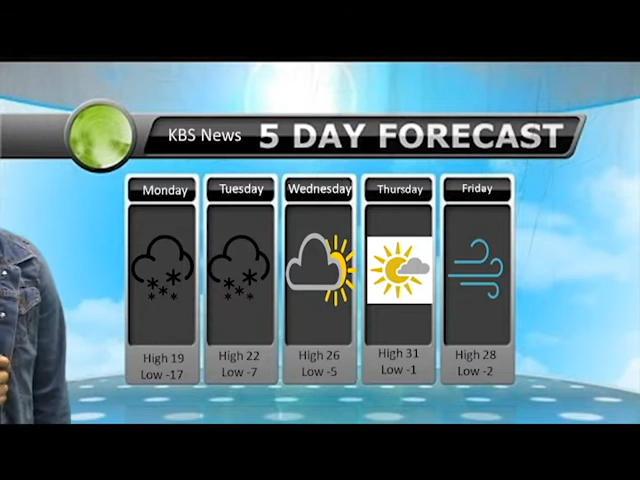 KBS News 5 DAY FORECAST
Monday Tuesday Wednesday Thursday Friday
High 19 High 22 High 26 High 31 High 28
Low -17 Low -7 Low -5 Low -1 Low -2